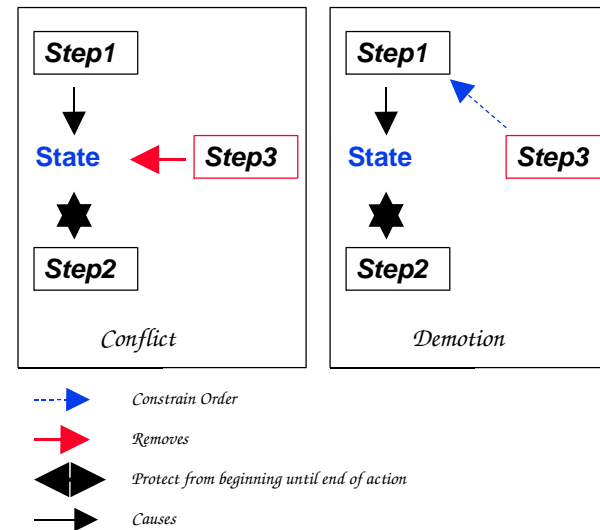 Step1
State
Step3
Step2
Conflict
Step1
State
Step3
Step2
Demotion
Constrain Order
Removes
Protect from beginning until end of action
Causes